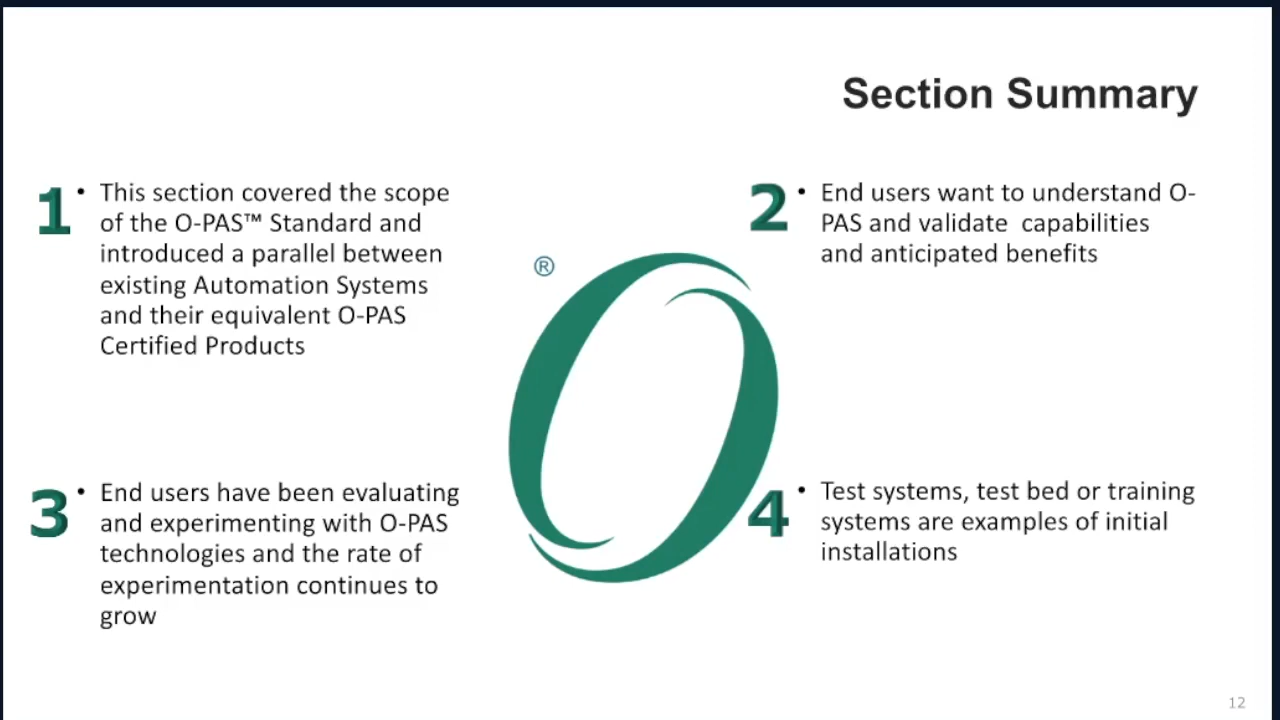 Section Summary
1
• This section covered the scope
of the O-PAS™ Standard and
introduced a parallel between
existing Automation Systems
and their equivalent O-PAS
Certified Products
2
• End users want to understand O-
PAS and validate  capabilities
and anticipated benefits
®
3
• End users have been evaluating
and experimenting with O-PAS
technologies and the rate of
experimentation continues to
grow
4
• Test systems, test bed or training
systems are examples of initial
installations
12